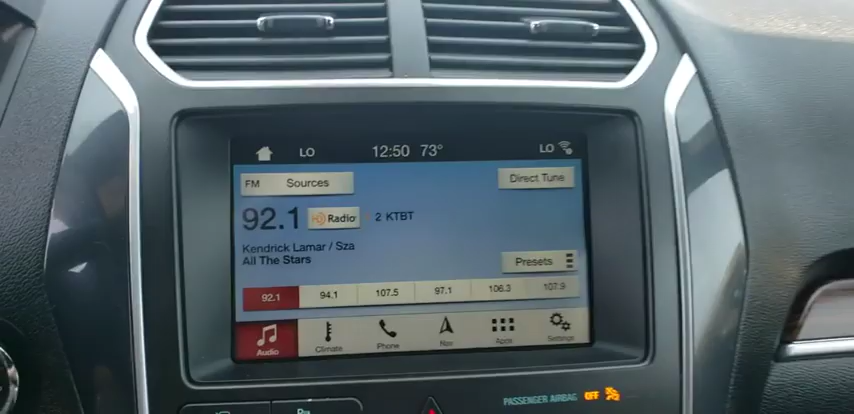 LO 12:50 73° LO
FM Sources Direct Tune
92.1 HD Radio 2 KTBT
Kendrick Lamar / Sza
All The Stars
Presets
92.1 94.1 107.5 97.1 106.3 107.9
Audio Climate Phone Nav Apps Settings
PASSENGER AIRBAG OFF